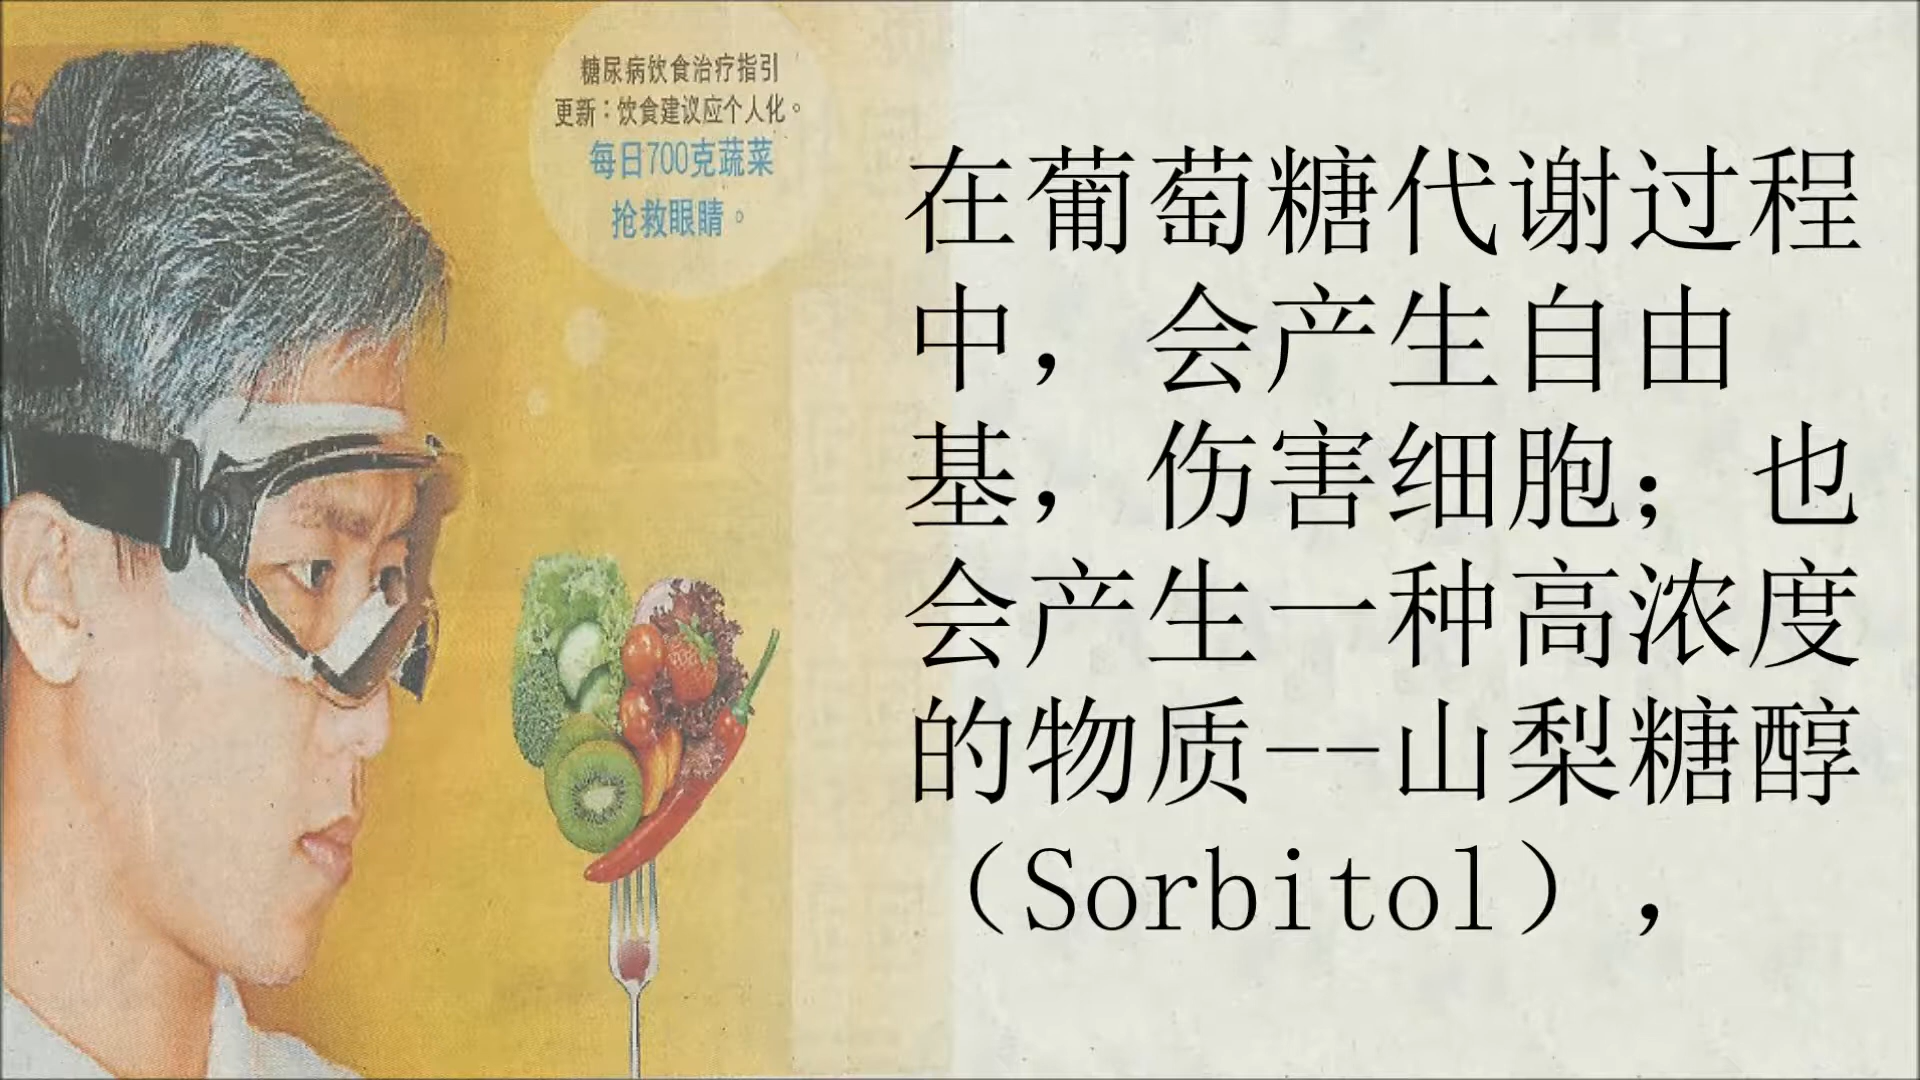 糖尿病饮食治疗指引
更新：饮食建议应个人化。
每日700克蔬菜
抢救眼睛。
在葡萄糖代谢过程
中，会产生自由
基，伤害细胞；也
会产生一种高浓度
的物质--山梨糖醇
（Sorbitol），